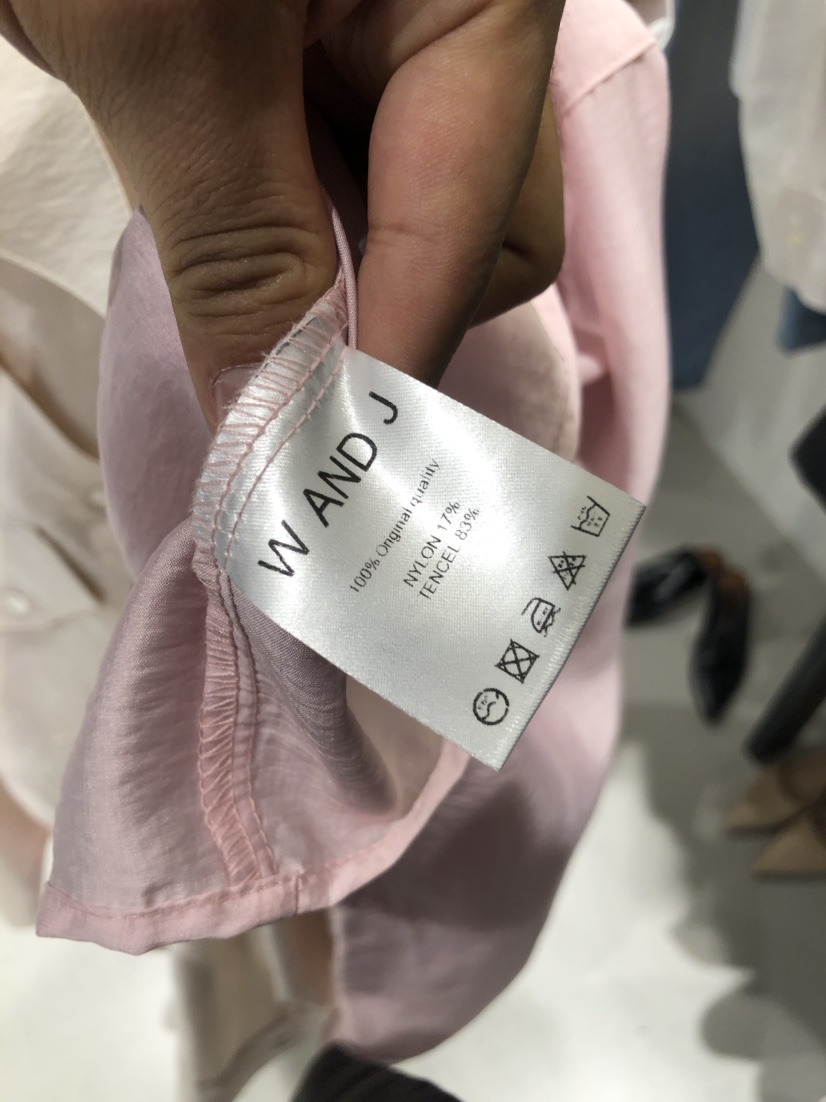 W AND J
100% Original quality
NYLON 17%
TENCEL 83%